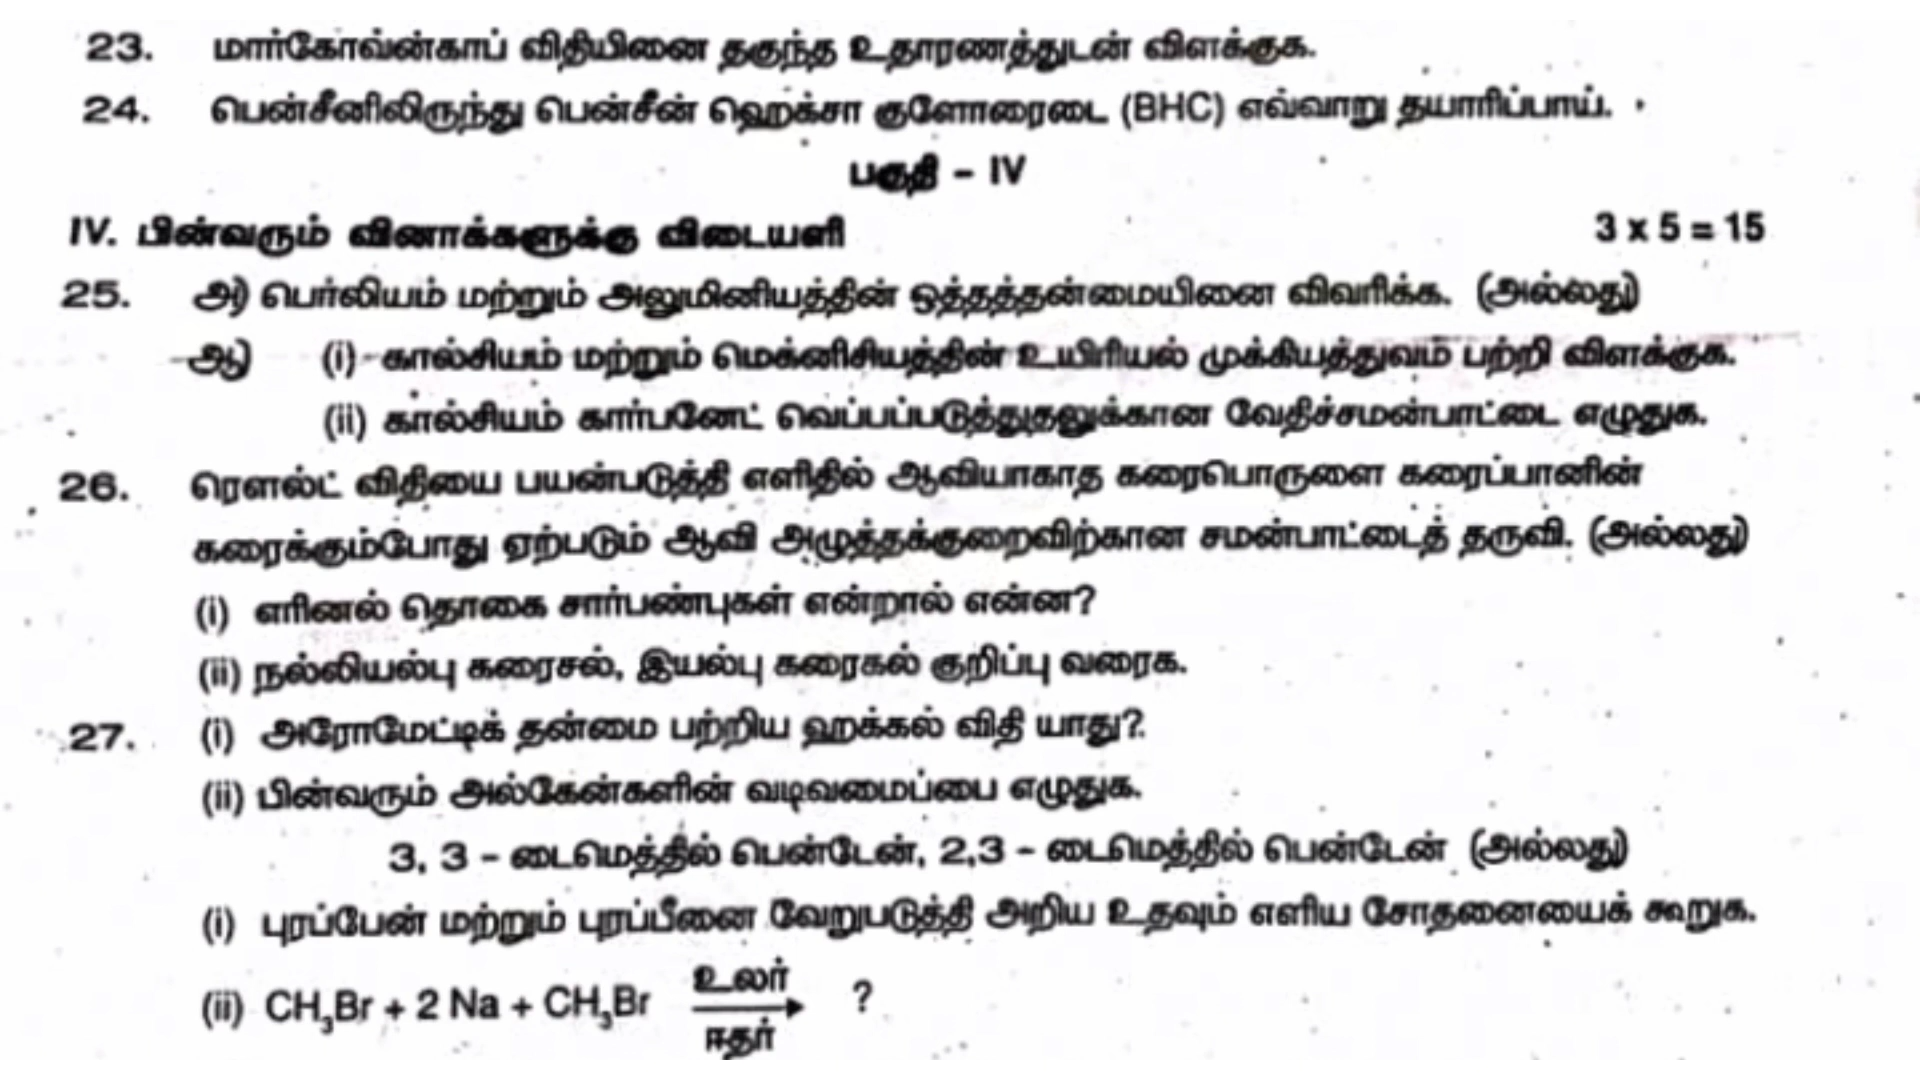 23. மார்கோவ்ன்காப் விதியினை தகுந்த உதாரணத்துடன் விளக்குக.
24. பென்சீனிலிருந்து பென்சீன் ஹெக்சா குளோரைடை (BHC) எவ்வாறு தயாரிப்பாய்.
பகுதி – IV
IV. பின்வரும் வினாக்களுக்கு விடையளி 3 x 5 = 15
25. அ) பெர்லியம் மற்றும் அலுமினியத்தின் ஒத்தத்தன்மையினை விவரிக்க. (அல்லது)
ஆ) (i) கால்சியம் மற்றும் மெக்னிசியத்தின் உயிரியல் முக்கியத்துவம் பற்றி விளக்குக.
(ii) கால்சியம் கார்பனேட் வெப்பப்படுத்துதலுக்கான வேதிச்சமன்பாட்டை எழுதுக.
26. ரௌல்ட் விதியை பயன்படுத்தி எளிதில் ஆவியாகாத கரைபொருளை கரைப்பானின்
கரைக்கும்போது ஏற்படும் ஆவி அழுத்தக்குறைவிற்கான சமன்பாட்டைத் தருவி. (அல்லது)
(i) எரினல் தொகை சார்பண்புகள் என்றால் என்ன?
(ii) நல்லியல்பு கரைசல், இயல்பு கரைகல் குறிப்பு வரைக.
27. (i) அரோமேட்டிக் தன்மை பற்றிய ஹக்கல் விதி யாது?
(ii) பின்வரும் அல்கேன்களின் வடிவமைப்பை எழுதுக.
3, 3 – டைமெத்தில் பென்டேன், 2,3 – டைமெத்தில் பென்டேன் (அல்லது)
(i) புரப்பேன் மற்றும் புரப்பீனை வேறுபடுத்தி அறிய உதவும் எளிய சோதனையைக் கூறுக.
(ii) CH₃Br + 2 Na + CH₃Br உலர் ஈதர் → ?